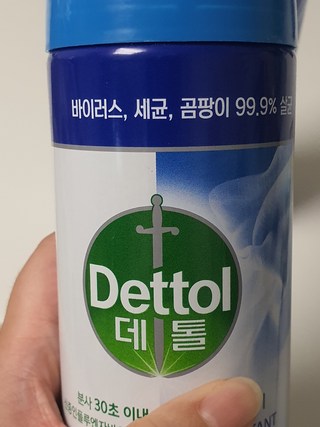 바이러스, 세균, 곰팡이 99.9% 살균
Dettol
데톨
분사 30초 이내